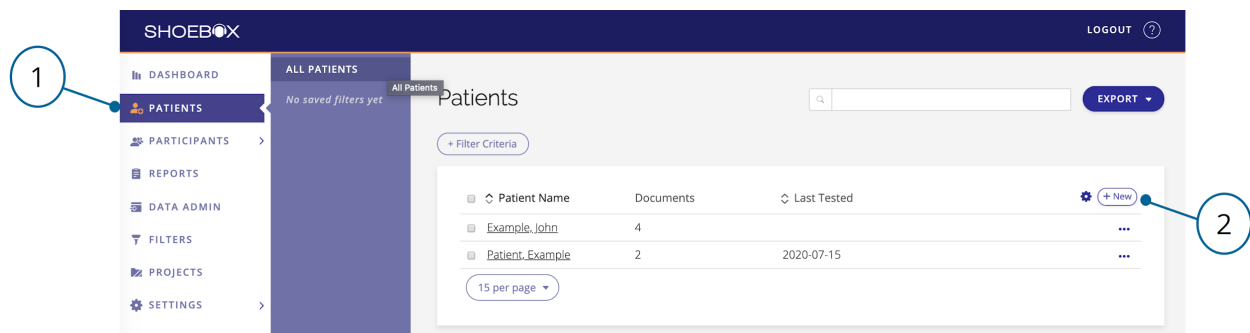 SHOEBOX
LOGOUT ?
1
DASHBOARD
PATIENTS
PARTICIPANTS
REPORTS
DATA ADMIN
FILTERS
PROJECTS
SETTINGS
ALL PATIENTS
All Patients
No saved filters yet
Patients
EXPORT
+ Filter Criteria
Patient Name Documents Last Tested + New
Example, John 4
Patient, Example 2 2020-07-15
15 per page
2